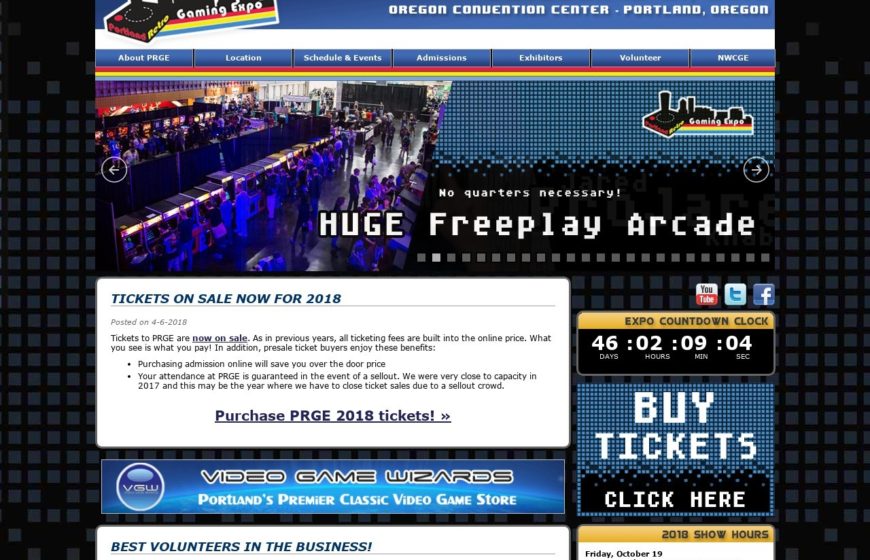 Portland Retro Gaming Expo
OREGON CONVENTION CENTER - PORTLAND, OREGON
About PRGE
Location
Schedule & Events
Admissions
Exhibitors
Volunteer
NWCGE
Portland Retro Gaming Expo
No quarters necessary!
HUGE Freeplay Arcade
TICKETS ON SALE NOW FOR 2018
Posted on 4-6-2018
Tickets to PRGE are now on sale. As in previous years, all ticketing fees are built into the online price. What
you see is what you pay! In addition, presale ticket buyers enjoy these benefits:
• Purchasing admission online will save you over the door price
• Your attendance at PRGE is guaranteed in the event of a sellout. We were very close to capacity in
2017 and this may be the year where we have to close ticket sales due to a sellout crowd.
Purchase PRGE 2018 tickets! »
You
Tube
EXPO COUNTDOWN CLOCK
46 :02 :09 :04
DAYS HOURS MIN SEC
BUY
TICKETS
CLICK HERE
VGW
VIDEO GAME WIZARDS
PORTLAND'S PREMIER CLASSIC VIDEO GAME STORE
BEST VOLUNTEERS IN THE BUSINESS!
2018 SHOW HOURS
Friday, October 19